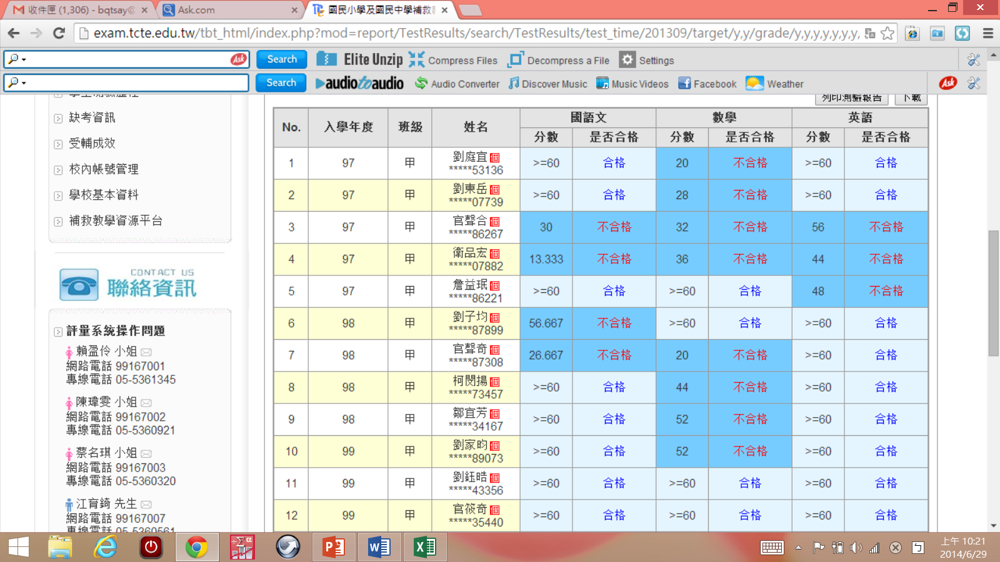 收件匣 (1,306) - bqtsay@
Ask.com
國民小學及國民中學補救教
exam.tcte.edu.tw/tbt_html/index.php?mod=report/TestResults/search/TestResults/test_time/201309/target/y,y/grade/y,y,y,y,y,y,y,
Ask Search Elite Unzip Compress Files Decompress a File Settings
Search audiotoaudio Audio Converter Discover Music Music Videos Facebook Weather Ask
列印測驗報告 下載
缺考資訊
受輔成效
校內帳號管理
學校基本資料
補救教學資源平台
CONTACT US
聯絡資訊
評量系統操作問題
賴盈伶 小姐
網路電話 99167001
專線電話 05-5361345
陳瑋雯 小姐
網路電話 99167002
專線電話 05-5360921
蔡名琪 小姐
網路電話 99167003
專線電話 05-5360320
江育錡 先生
網路電話 99167007
專線電話 05-5360561
No. 入學年度 班級 姓名 國語文 數學 英語
分數 是否合格 分數 是否合格 分數 是否合格
1 97 甲 劉庭宜 個 >=60 合格 20 不合格 >=60 合格
*****53136
2 97 甲 劉東岳 個 >=60 合格 28 不合格 >=60 合格
*****07739
3 97 甲 官聲合 個 30 不合格 32 不合格 56 不合格
*****86267
4 97 甲 衛品宏 個 13.333 不合格 36 不合格 44 不合格
*****07882
5 97 甲 詹益珉 個 >=60 合格 >=60 合格 48 不合格
*****86221
6 98 甲 劉子均 個 56.667 不合格 >=60 合格 >=60 合格
*****87899
7 98 甲 官聲奇 個 26.667 不合格 20 不合格 >=60 合格
*****87308
8 98 甲 柯閔揚 個 >=60 合格 44 不合格 >=60 合格
*****73457
9 98 甲 鄒宜芳 個 >=60 合格 52 不合格 >=60 合格
*****34167
10 99 甲 劉家昀 個 >=60 合格 52 不合格 >=60 合格
*****89073
11 99 甲 劉鈺晧 個 >=60 合格 >=60 合格 >=60 合格
*****43356
12 99 甲 官筱奇 個 >=60 合格 >=60 合格 >=60 合格
*****35440
上午 10:21
2014/6/29